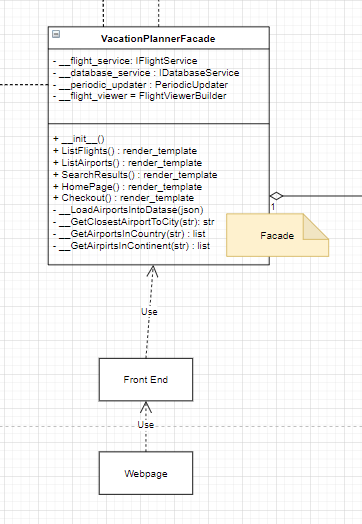 VacationPlannerFacade
- __flight_service: IFlightService
- __database_service : IDatabaseService
- __periodic_updater : PeriodicUpdater
- __flight_viewer = FlightViewerBuilder
+ __init__()
+ ListFlights() : render_template
+ ListAirports() : render_template
+ SearchResults() : render_template
+ HomePage() : render_template
+ Checkout() : render_template
- __LoadAirportsIntoDatase(json)
- __GetClosestAirportToCity(str): str
- __GetAirportsInCountry(str) : list
- __GetAirpirtsInContinent(str) : list
1
Facade
Use
Front End
Use
Webpage